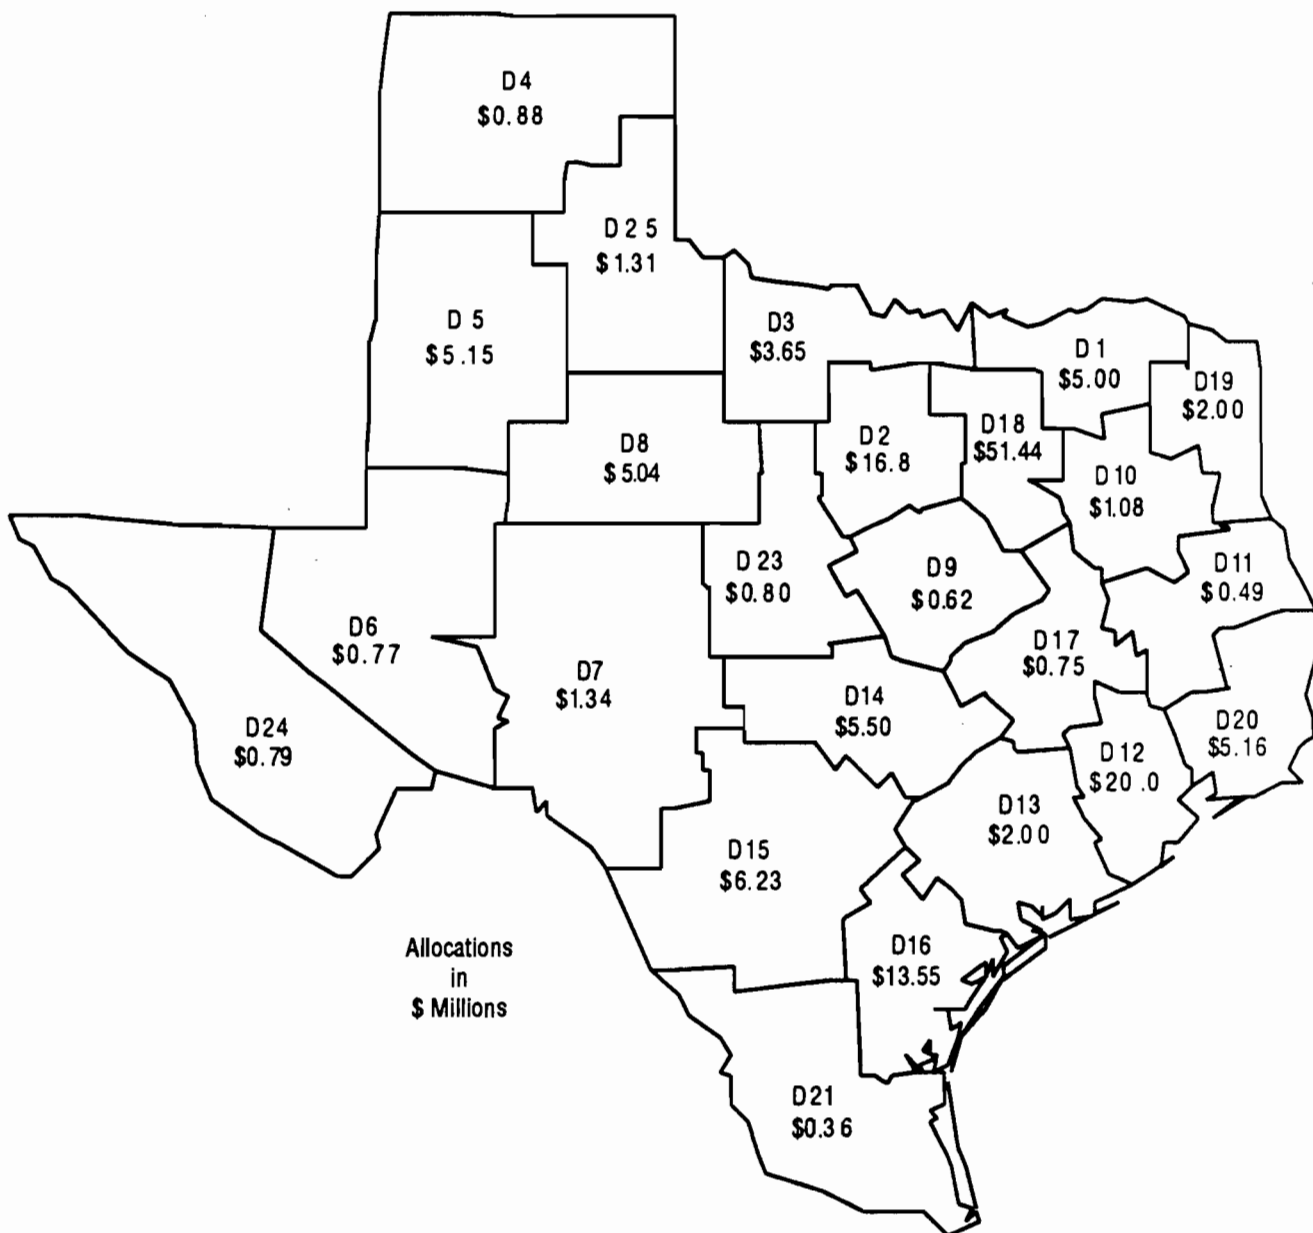 D4
$0.88
D25
$1.31
D5
$5.15
D3
$3.65
D1
$5.00
D19
$2.00
D8
$5.04
D2
$16.8
D18
$51.44
D10
$1.08
D23
$0.80
D9
$0.62
D11
$0.49
D6
$0.77
D7
$1.34
D17
$0.75
D24
$0.79
D14
$5.50
D12
$20.0
D20
$5.16
D13
$2.00
D15
$6.23
D16
$13.55
Allocations
in
$ Millions
D21
$0.36